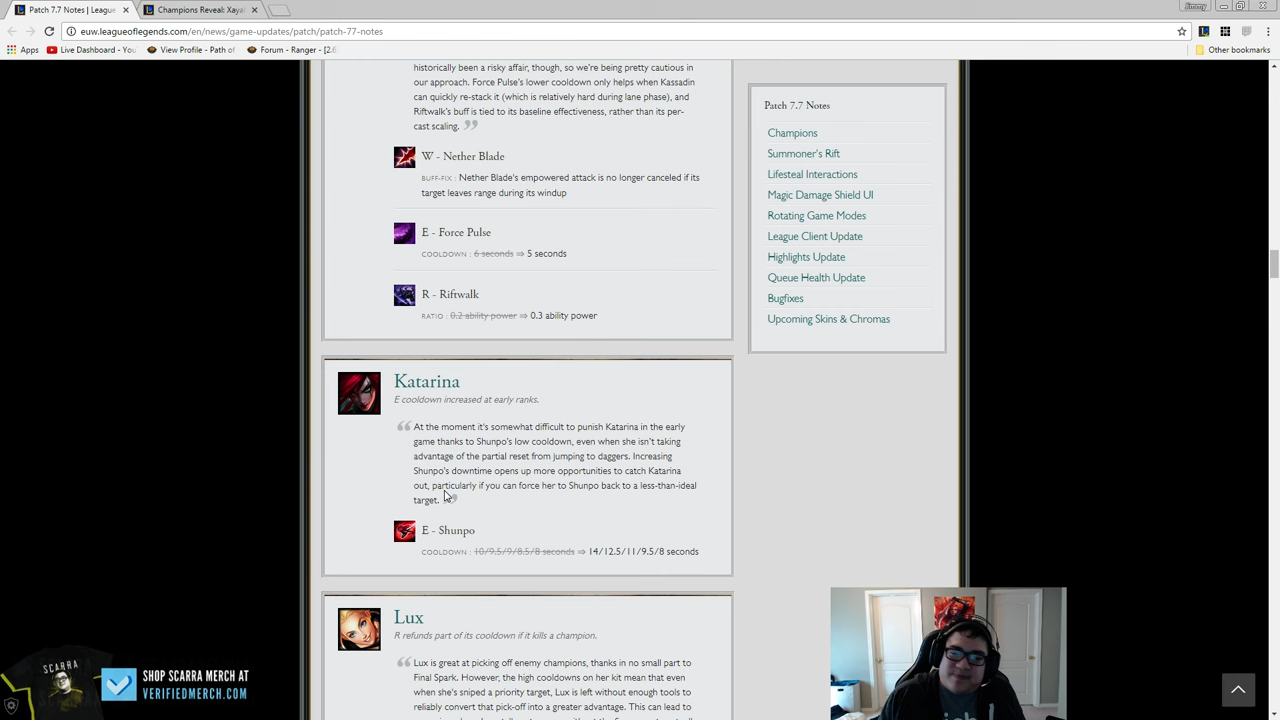 Patch 7.7 Notes | League
Champions Reveal: Xaya
Jimmy
euw.leagueoflegends.com/en/news/game-updates/patch/patch-77-notes
Apps
Live Dashboard - You
View Profile - Path of
Forum - Ranger - [2.6
Other bookmarks
historically been a risky affair, though, so we're being pretty cautious in
our approach. Force Pulse's lower cooldown only helps when Kassadin
can quickly re-stack it (which is relatively hard during lane phase), and
Riftwalk's buff is tied to its baseline effectiveness, rather than its per-
cast scaling.
W - Nether Blade
BUFF-FIX : Nether Blade's empowered attack is no longer canceled if its
target leaves range during its windup
E - Force Pulse
COOLDOWN : 6 seconds ⇒ 5 seconds
R - Riftwalk
RATIO : 0.2 ability power ⇒ 0.3 ability power
Katarina
E cooldown increased at early ranks.
At the moment it's somewhat difficult to punish Katarina in the early
game thanks to Shunpo's low cooldown, even when she isn't taking
advantage of the partial reset from jumping to daggers. Increasing
Shunpo's downtime opens up more opportunities to catch Katarina
out, particularly if you can force her to Shunpo back to a less-than-ideal
target.
E - Shunpo
COOLDOWN : 10/9.5/9/8.5/8 seconds ⇒ 14/12.5/11/9.5/8 seconds
Lux
R refunds part of its cooldown if it kills a champion.
Lux is great at picking off enemy champions, thanks in no small part to
Final Spark. However, the high cooldowns on her kit mean that
even when she's sniped a priority target, Lux is left without enough tools to
reliably convert that pick-off into a greater advantage. This can lead to
Patch 7.7 Notes
Champions
Summoner's Rift
Lifesteal Interactions
Magic Damage Shield UI
Rotating Game Modes
League Client Update
Highlights Update
Queue Health Update
Bugfixes
Upcoming Skins & Chromas
SCARRA
SHOP SCARRA MERCH AT
VERIFIEDMERCH.COM